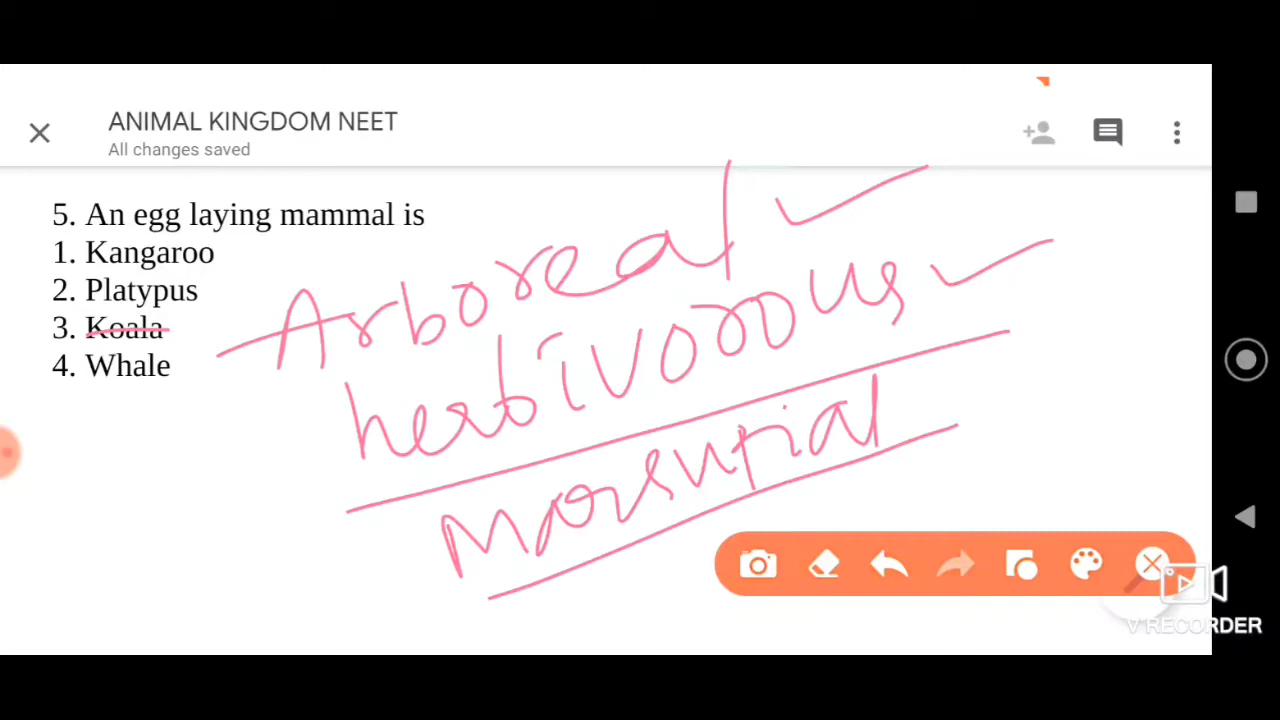 ANIMAL KINGDOM NEET
All changes saved
5. An egg laying mammal is
1. Kangaroo
2. Platypus
3. Koala
4. Whale
Arboreal
herbivorous
Marsupial
V RECORDER